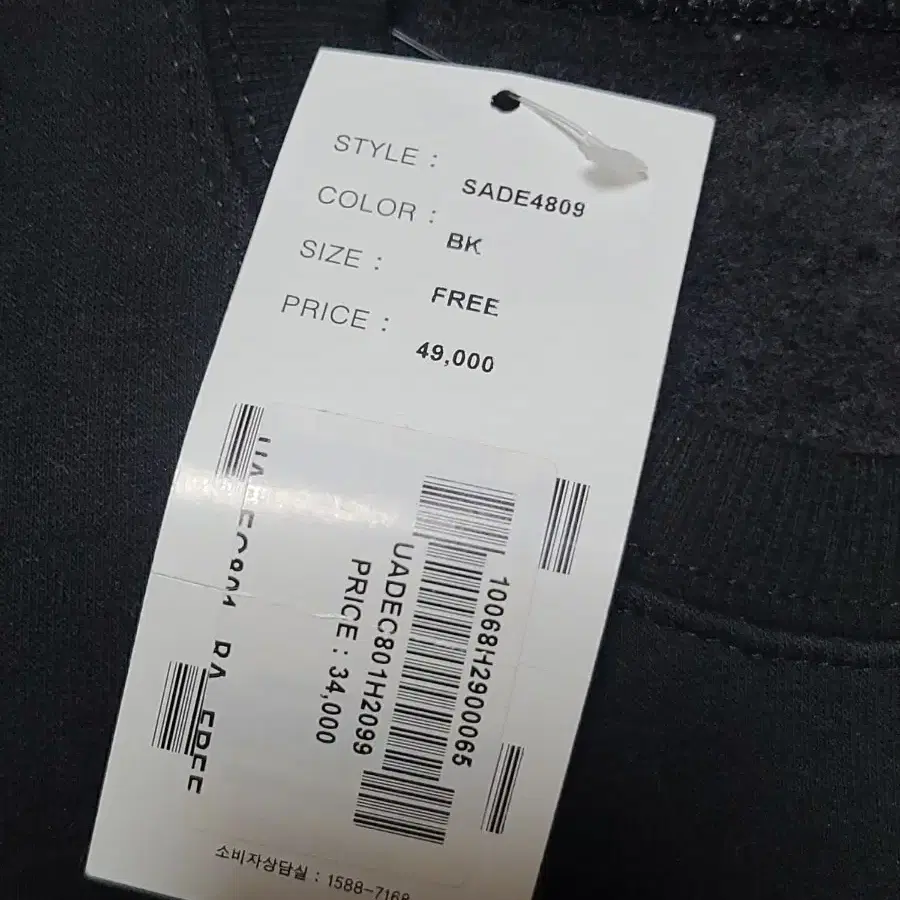 STYLE : SADE4809
COLOR : BK
SIZE : FREE
PRICE : 49,000
10068H2900065
UADEC801H2099
PRICE : 34,000
FREE
소비자상담실 : 1588-7168